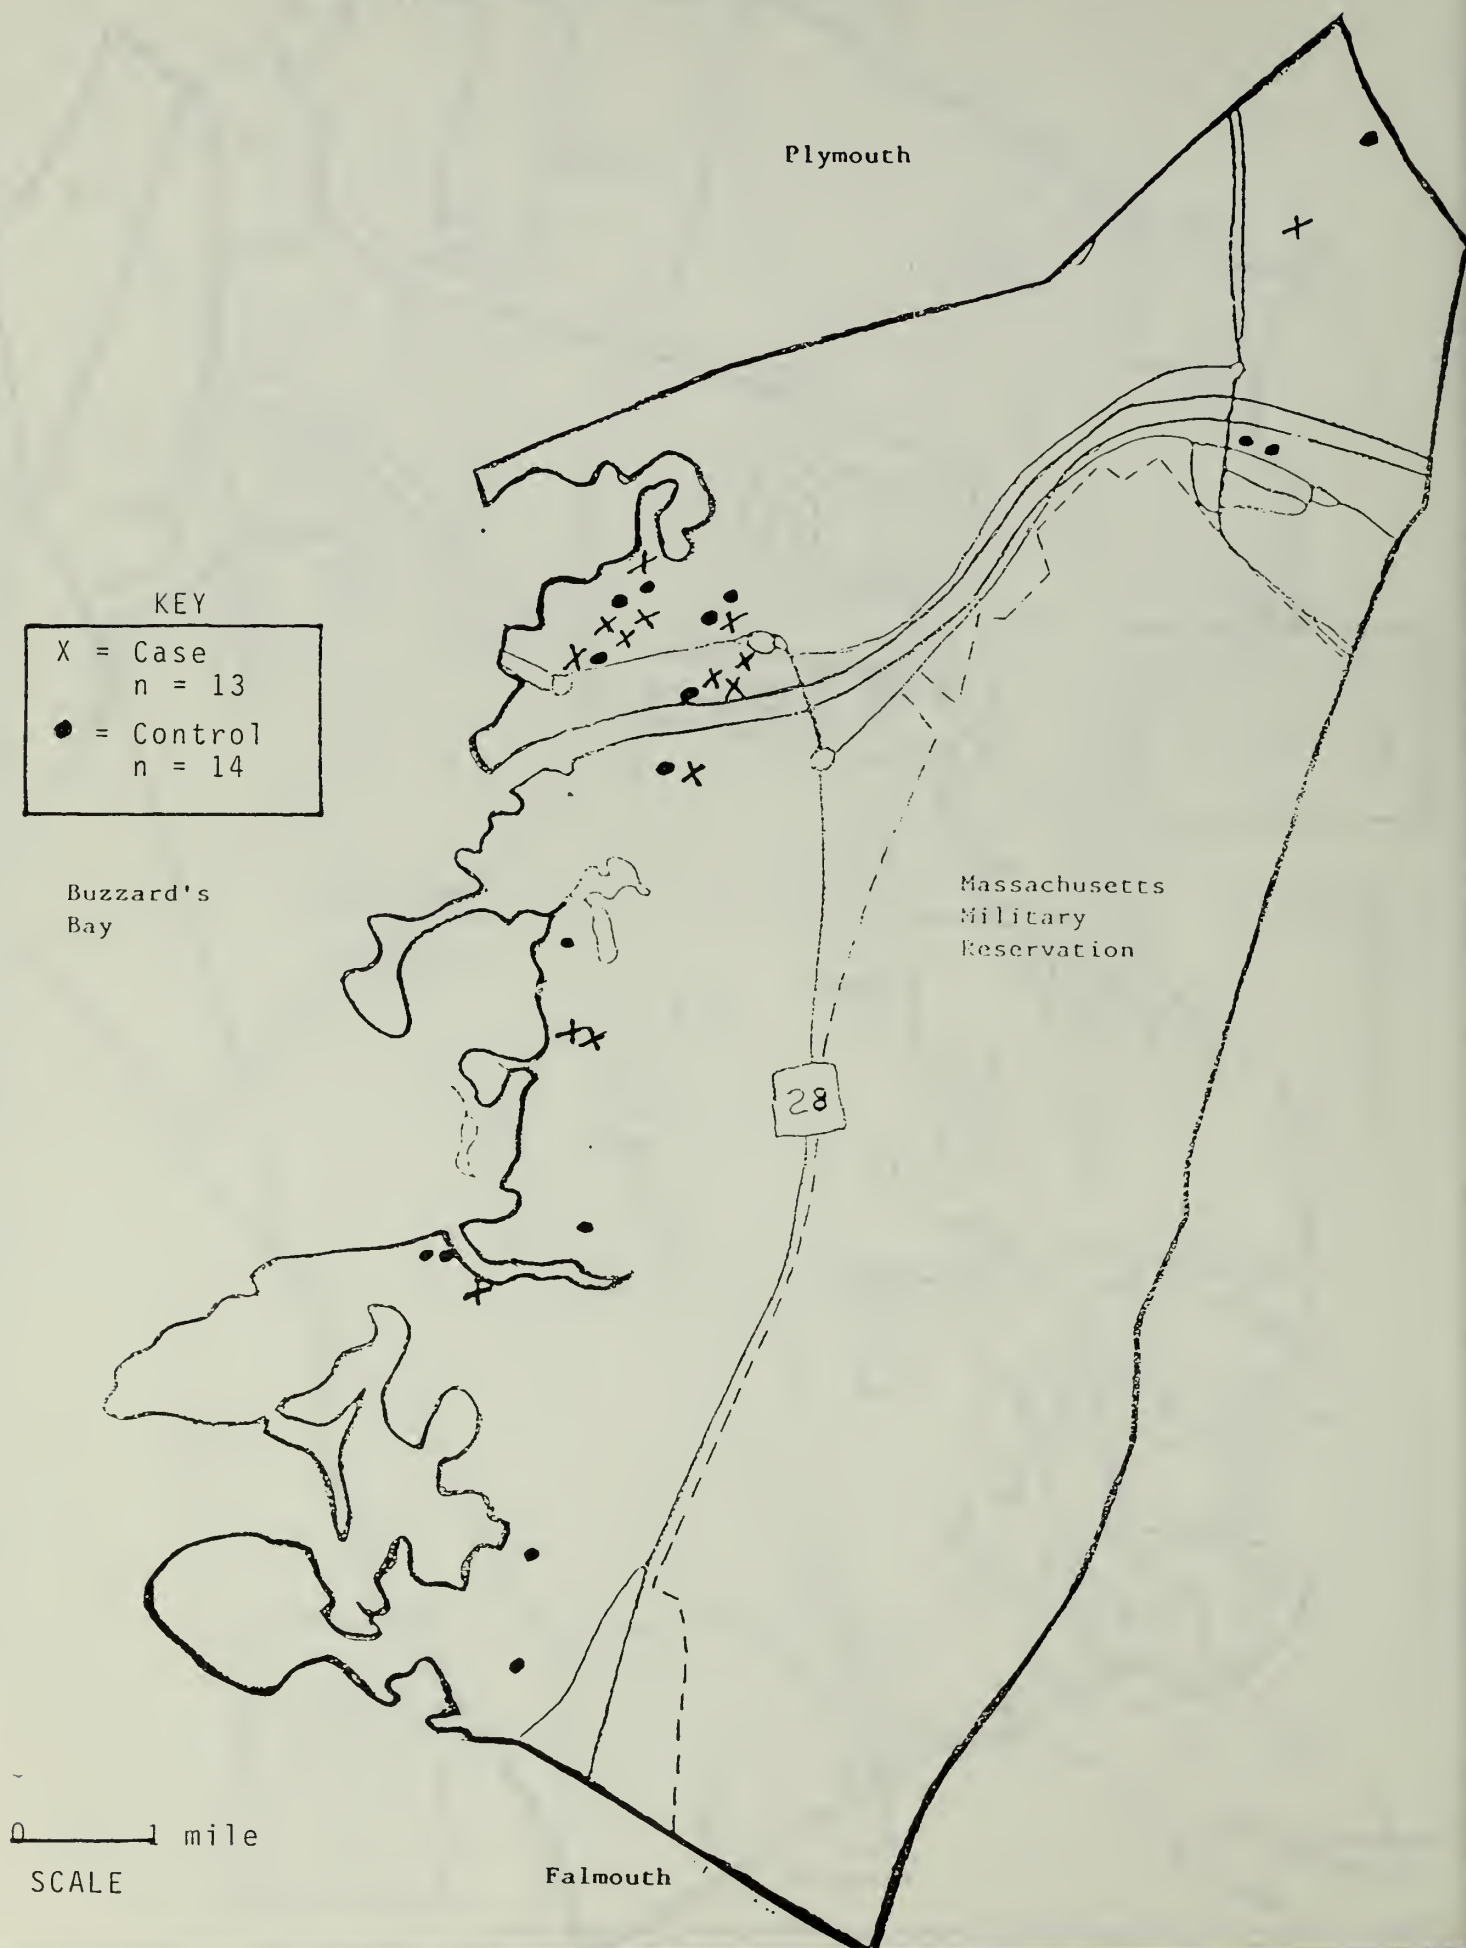 Plymouth
KEY
X = Case
n = 13
● = Control
n = 14
Buzzard's
Bay
Massachusetts
Military
Reservation
28
0 1 mile
SCALE
Falmouth